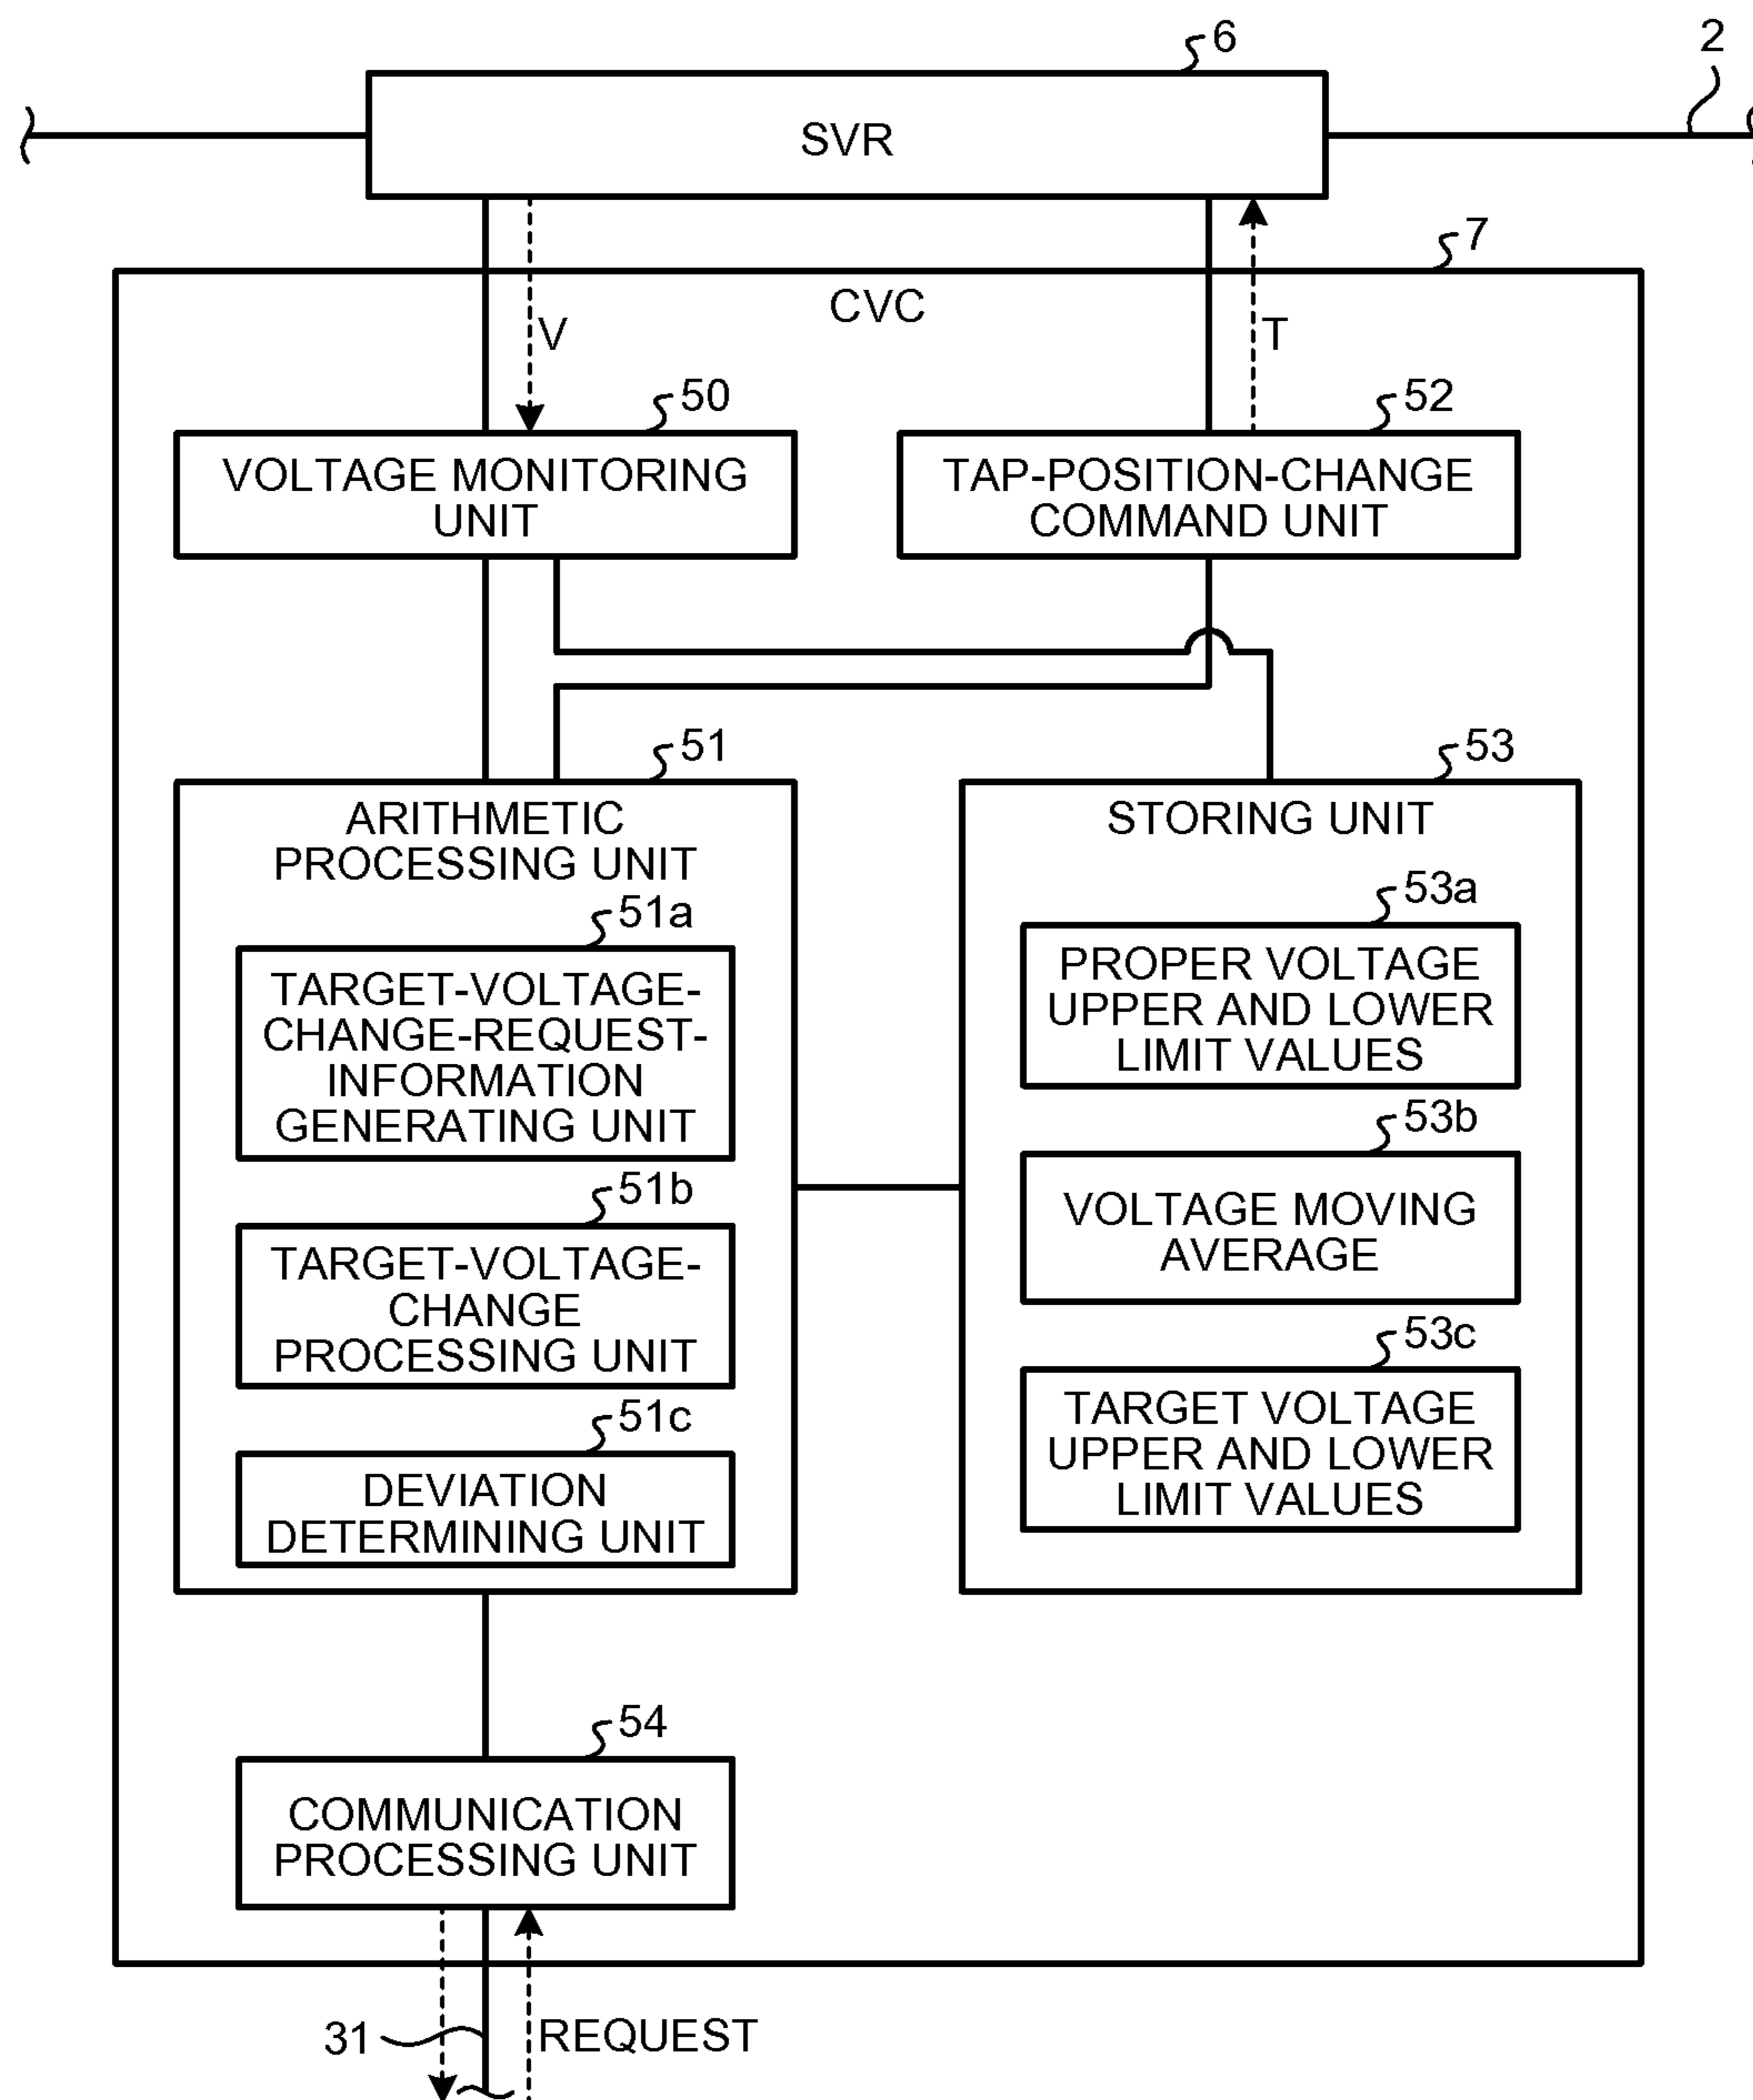 6
2
SVR
7
CVC
V
T
50
52
VOLTAGE MONITORING
UNIT
TAP-POSITION-CHANGE
COMMAND UNIT
51
53
ARITHMETIC
PROCESSING UNIT
STORING UNIT
51a
TARGET-VOLTAGE-
CHANGE-REQUEST-
INFORMATION
GENERATING UNIT
51b
TARGET-VOLTAGE-
CHANGE
PROCESSING UNIT
51c
DEVIATION
DETERMINING UNIT
53a
PROPER VOLTAGE
UPPER AND LOWER
LIMIT VALUES
53b
VOLTAGE MOVING
AVERAGE
53c
TARGET VOLTAGE
UPPER AND LOWER
LIMIT VALUES
54
COMMUNICATION
PROCESSING UNIT
31
REQUEST